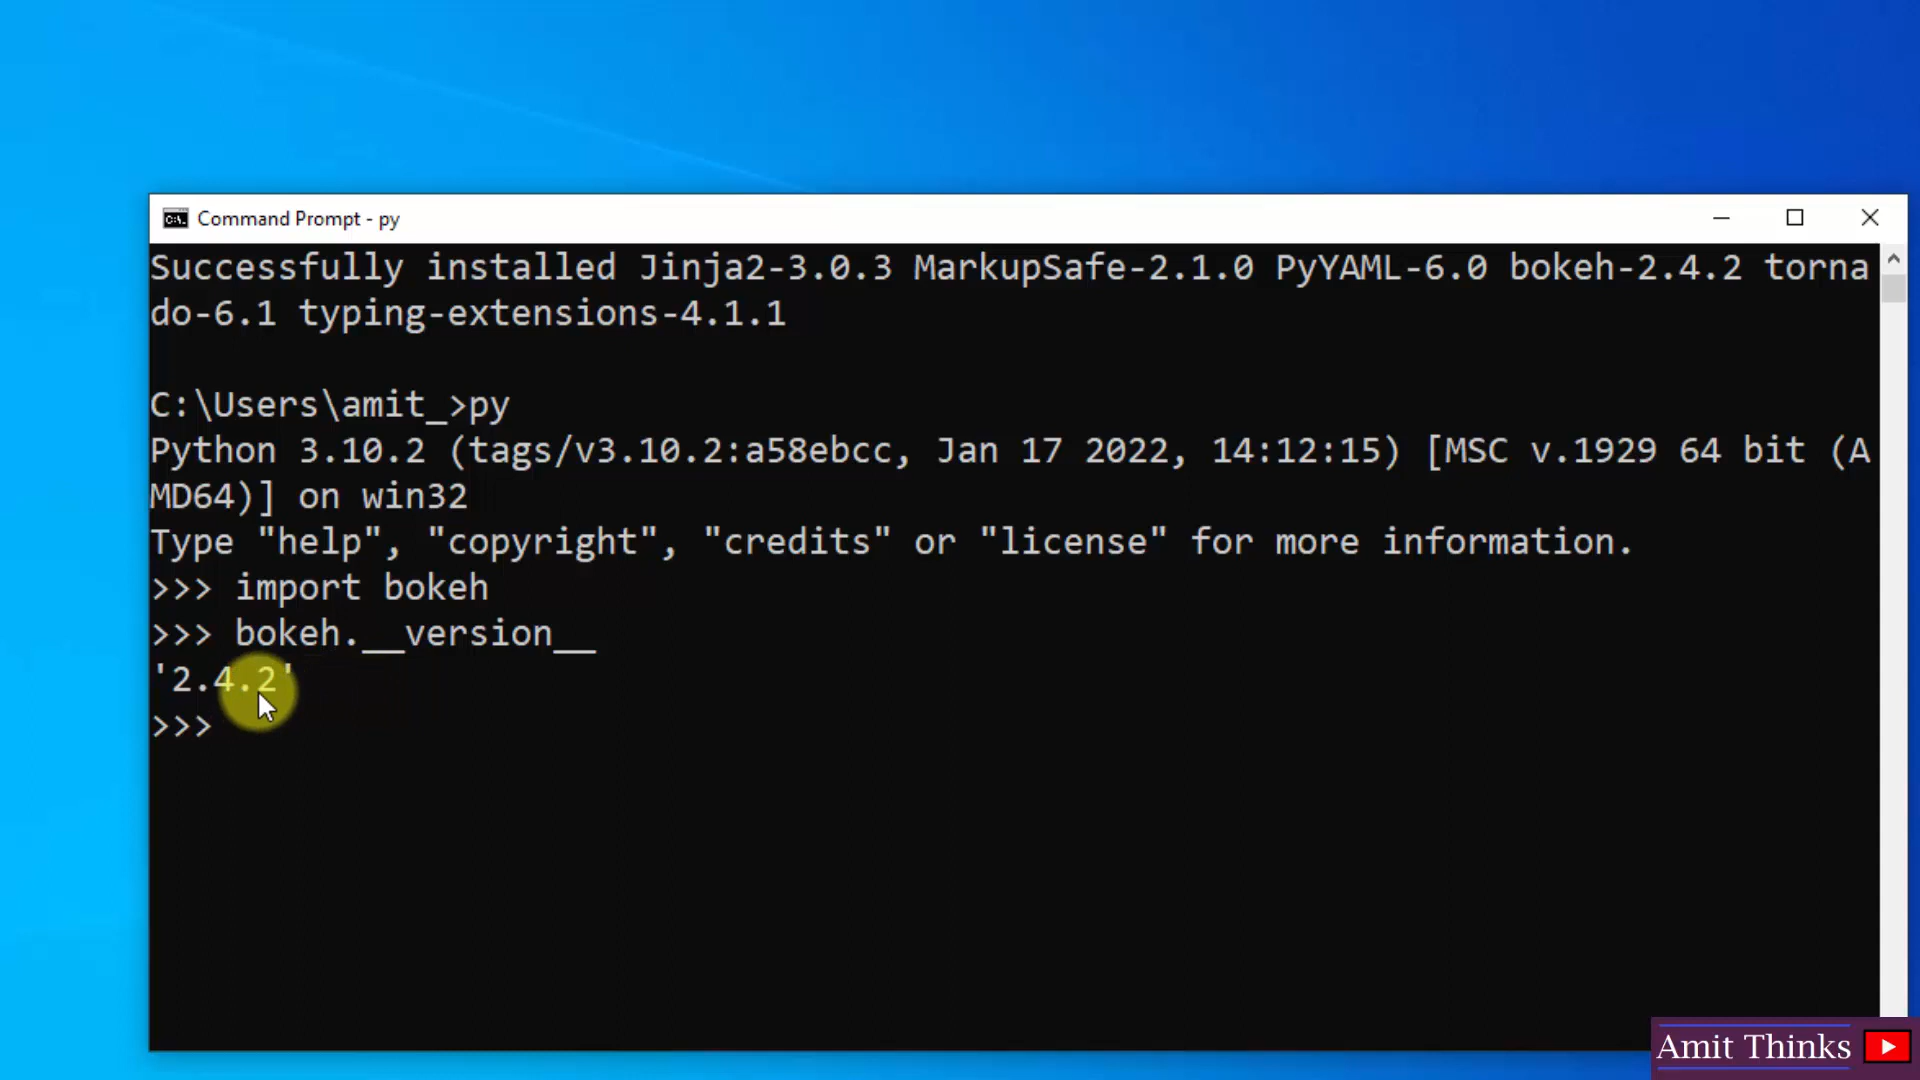 Command Prompt - py
Successfully installed Jinja2-3.0.3 MarkupSafe-2.1.0 PyYAML-6.0 bokeh-2.4.2 torna
do-6.1 typing-extensions-4.1.1
C:\Users\amit_>py
Python 3.10.2 (tags/v3.10.2:a58ebcc, Jan 17 2022, 14:12:15) [MSC v.1929 64 bit (A
MD64)] on win32
Type "help", "copyright", "credits" or "license" for more information.
>>> import bokeh
>>> bokeh.__version__
'2.4.2'
>>>
Amit Thinks